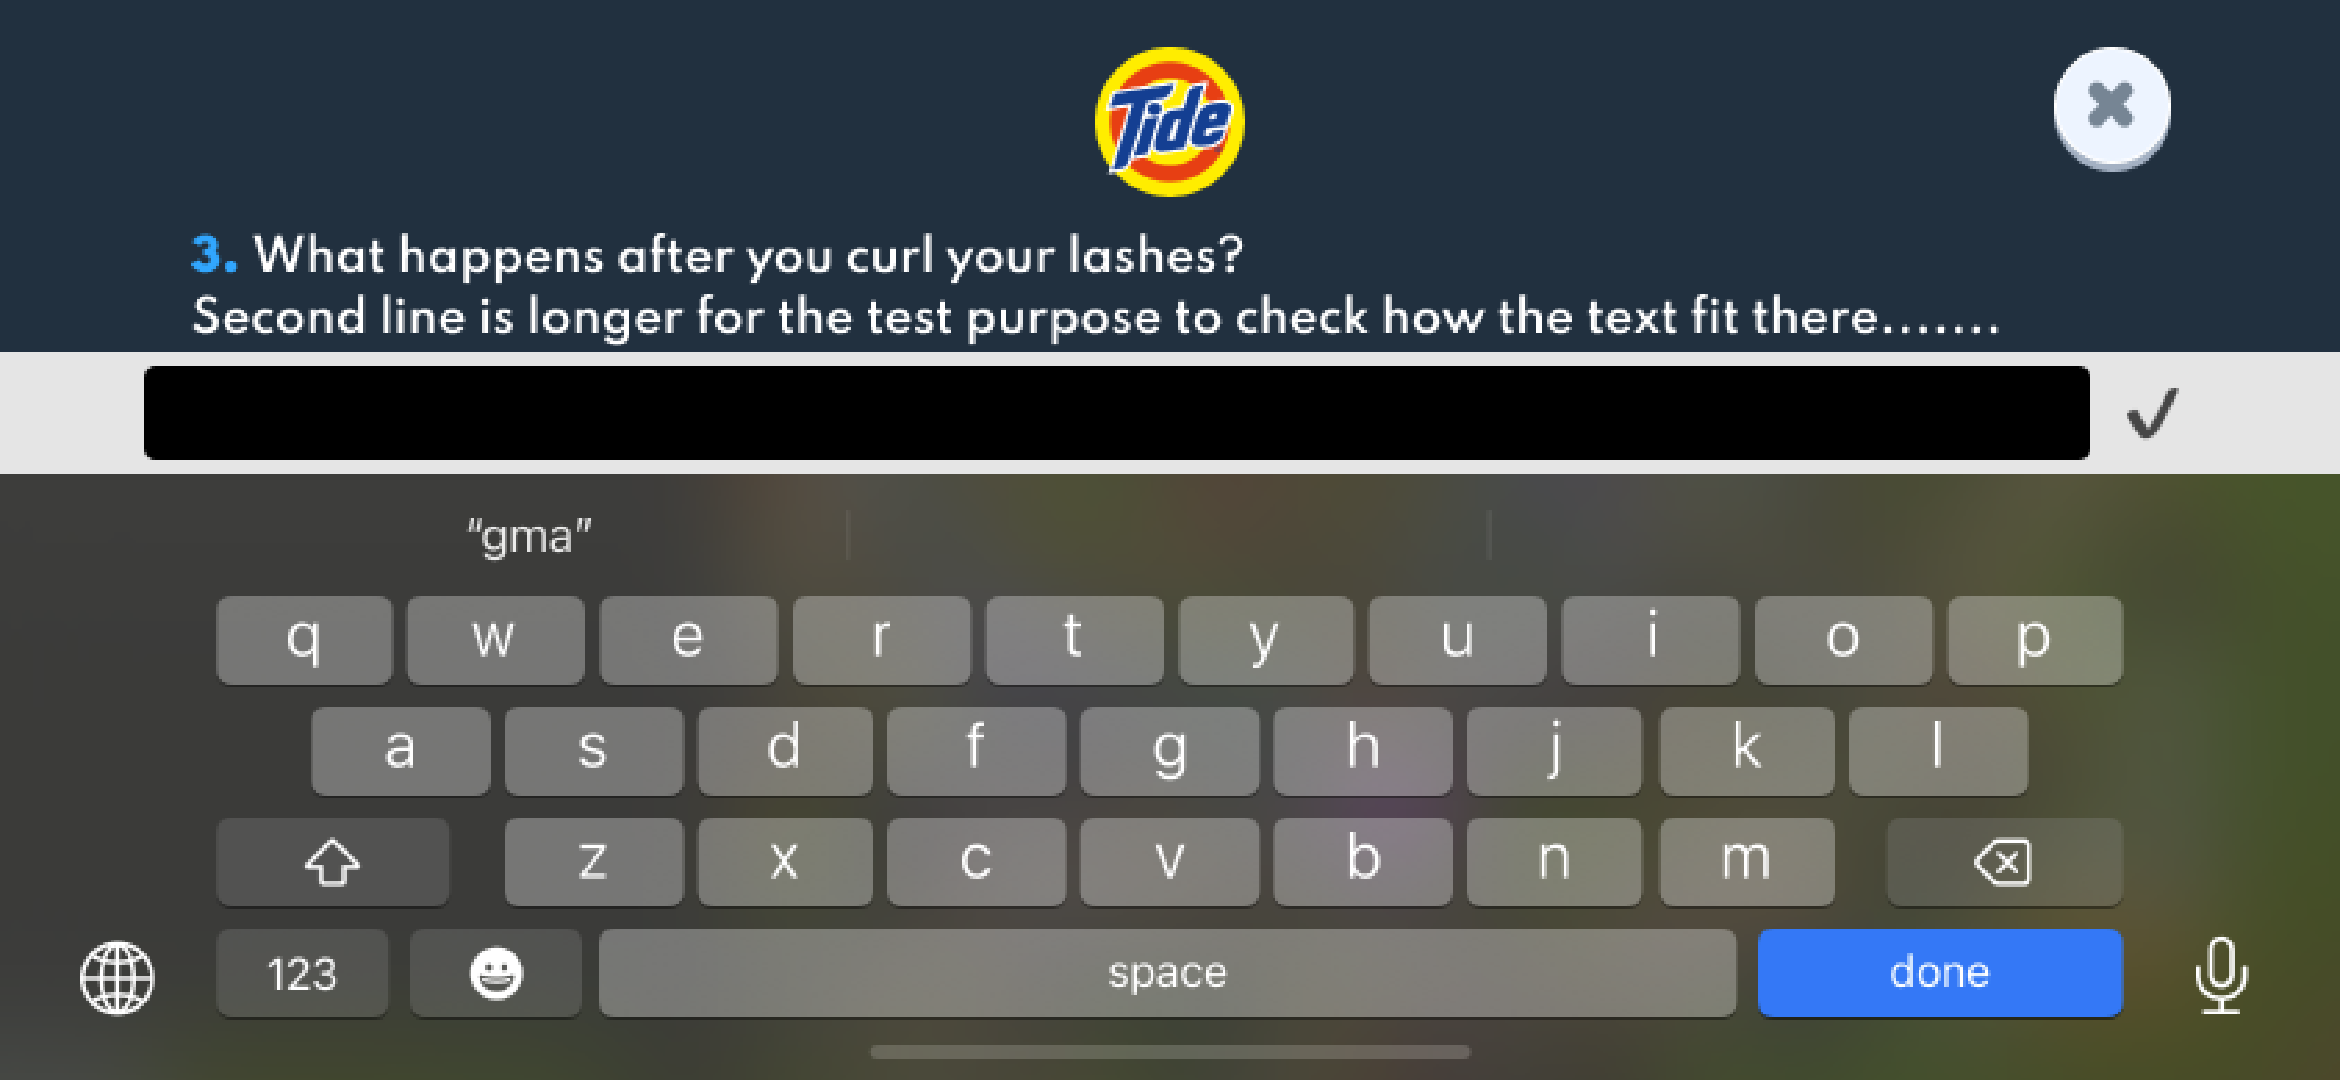 Tide
3. What happens after you curl your lashes?
Second line is longer for the test purpose to check how the text fit there.......
“gma”
q w e r t y u i o p
a s d f g h j k l
z x c v b n m
123 space done